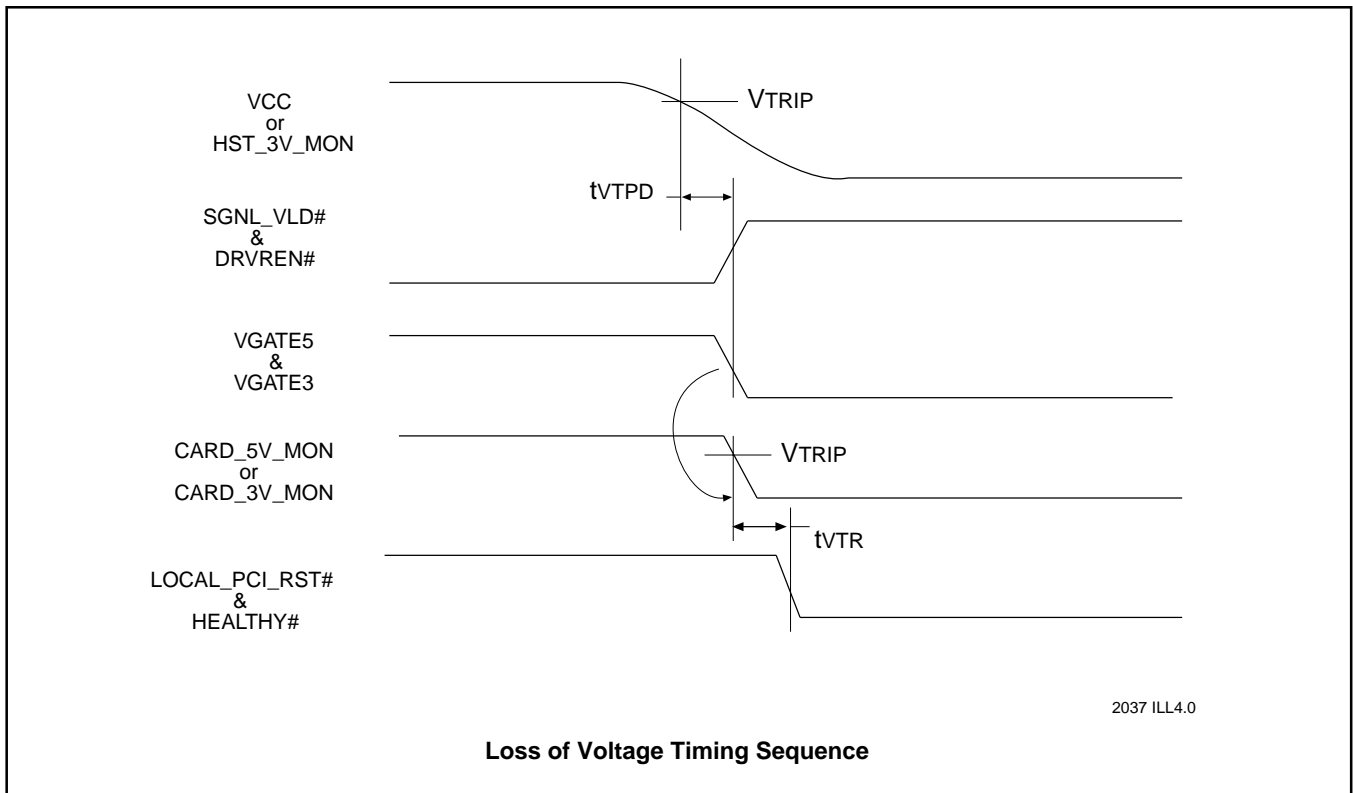 VCC
or
HST_3V_MON
VTRIP
tVTPD
SGNL_VLD#
&
DRVREN#
VGATE5
&
VGATE3
CARD_5V_MON
or
CARD_3V_MON
VTRIP
tVTR
LOCAL_PCI_RST#
&
HEALTHY#
2037 ILL4.0
Loss of Voltage Timing Sequence